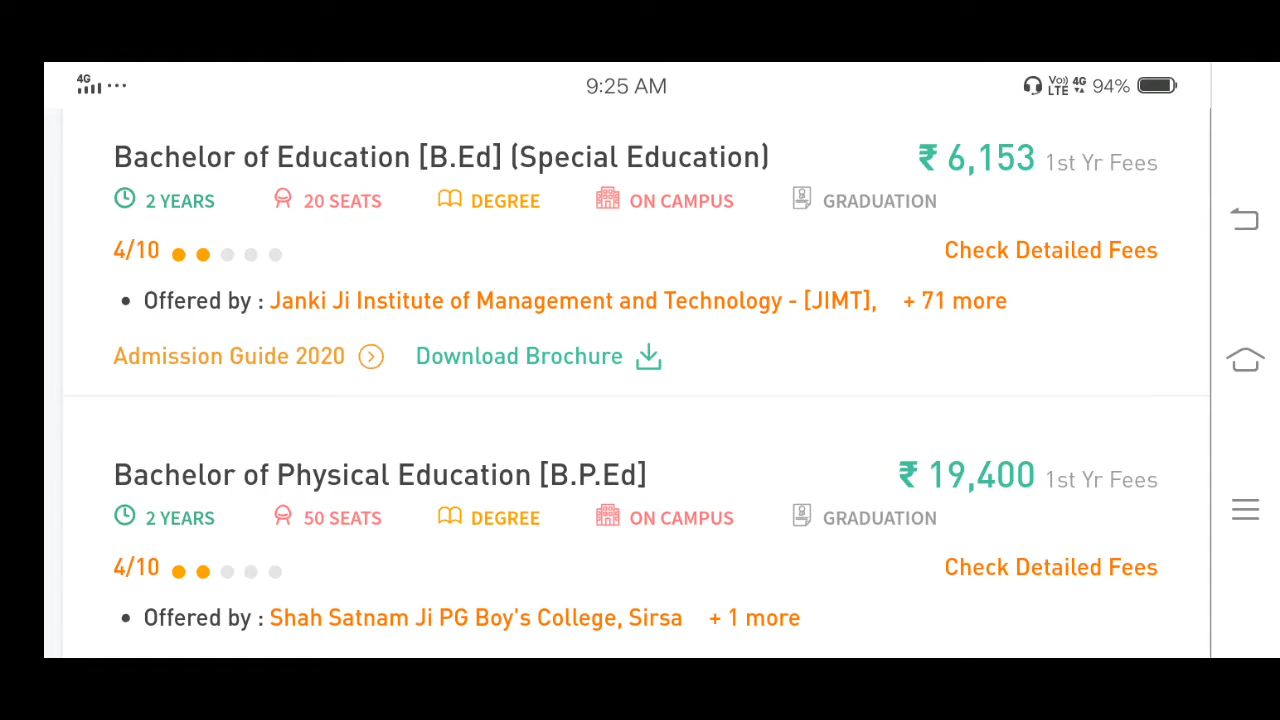 4G 9:25 AM Vo)) LTE 4G 94%
Bachelor of Education [B.Ed] (Special Education) ₹ 6,153 1st Yr Fees
2 YEARS 20 SEATS DEGREE ON CAMPUS GRADUATION
4/10 Check Detailed Fees
• Offered by : Janki Ji Institute of Management and Technology - [JIMT], + 71 more
Admission Guide 2020 Download Brochure
Bachelor of Physical Education [B.P.Ed] ₹ 19,400 1st Yr Fees
2 YEARS 50 SEATS DEGREE ON CAMPUS GRADUATION
4/10 Check Detailed Fees
• Offered by : Shah Satnam Ji PG Boy's College, Sirsa + 1 more